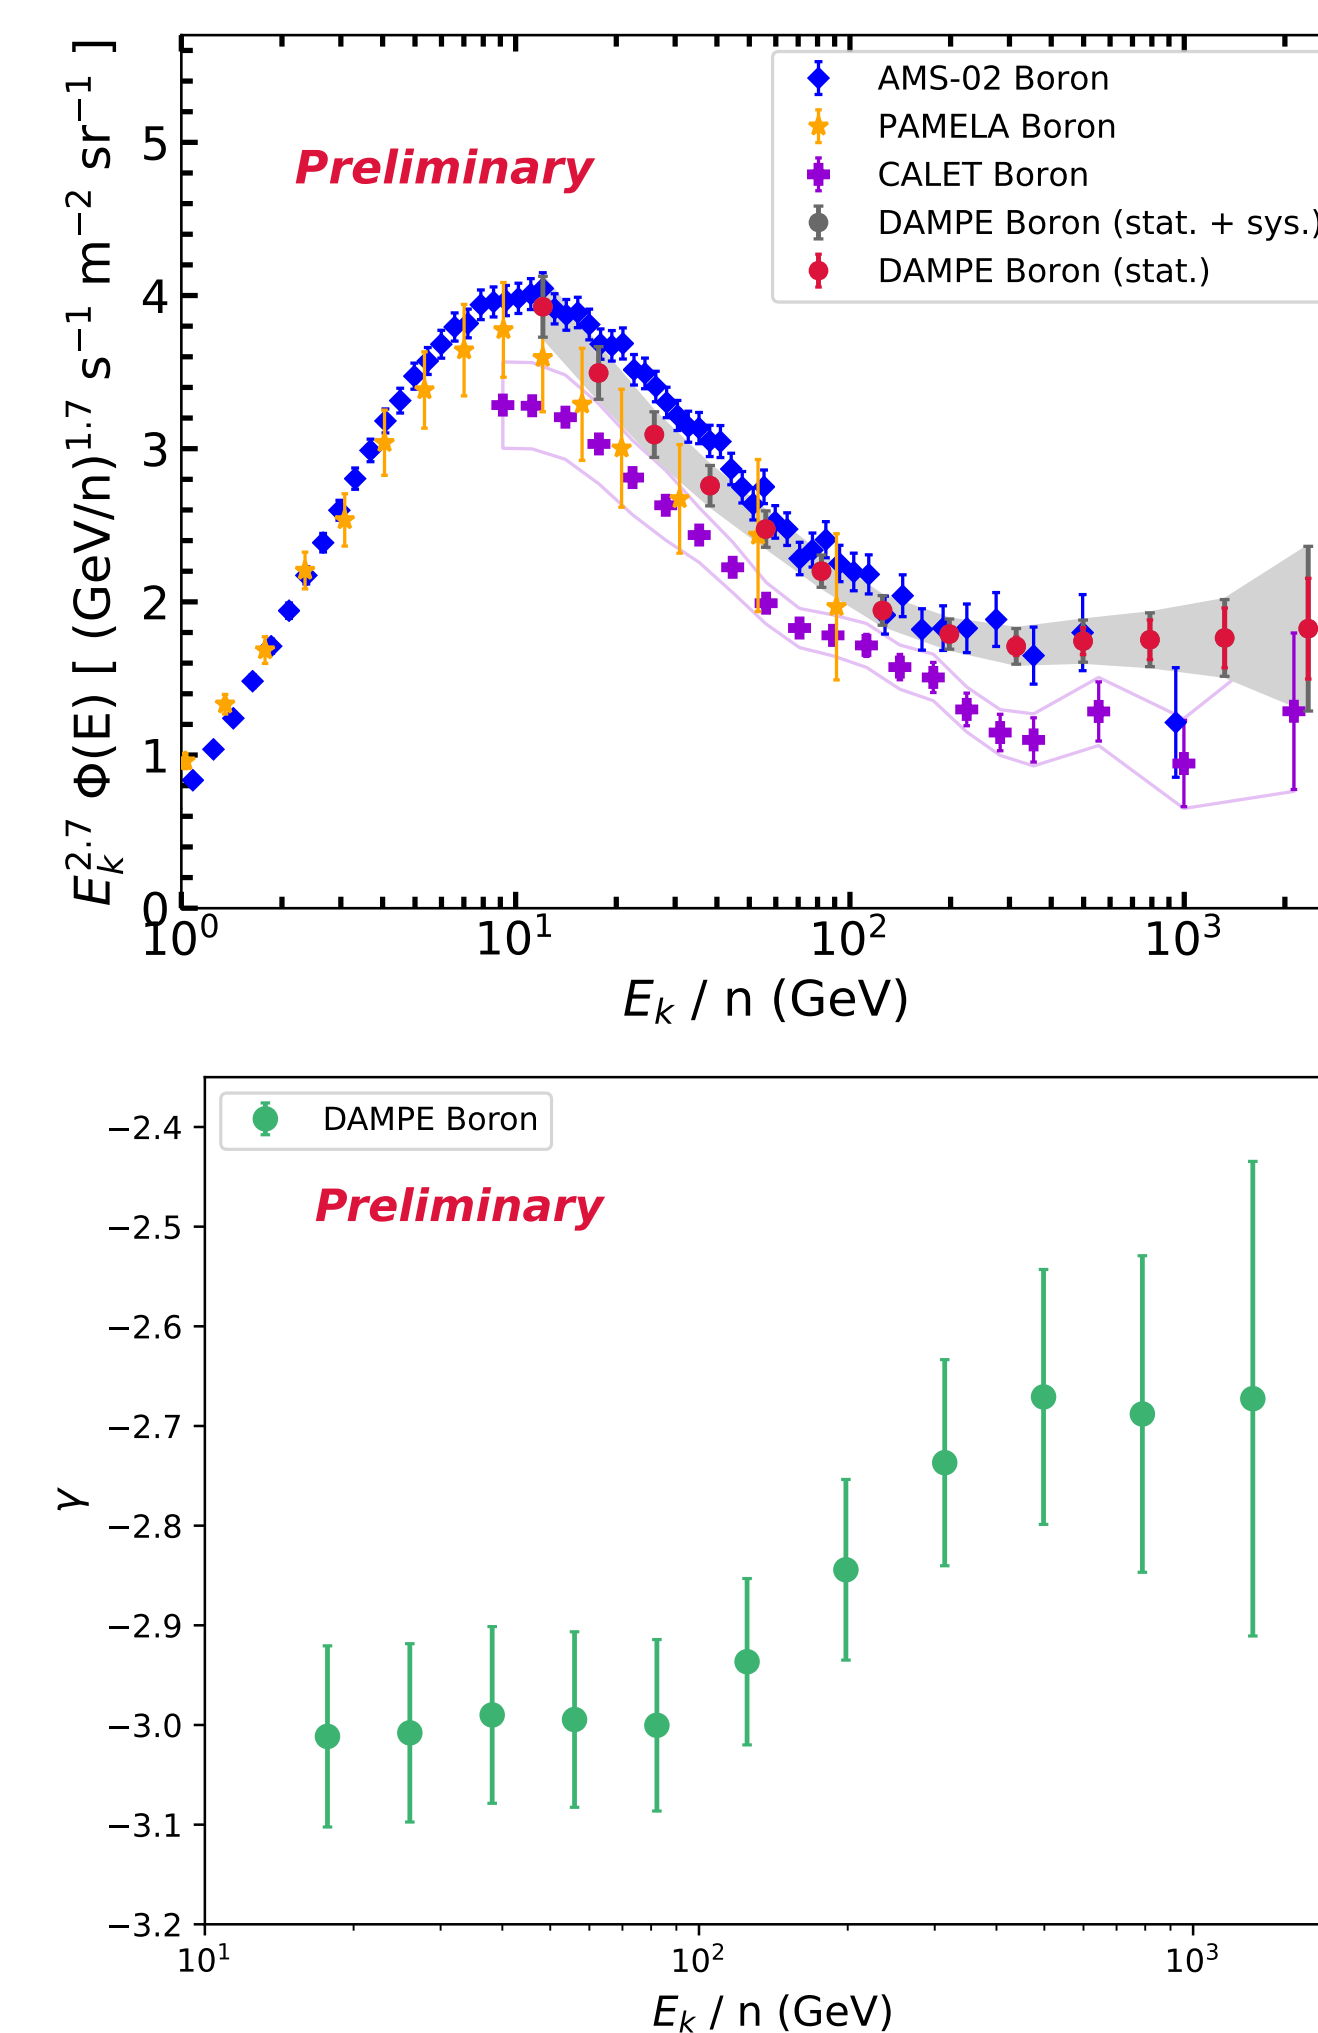 E_k^2.7 Φ(E) [ (GeV/n)^1.7 s^−1 m^−2 sr^−1 ]
Preliminary
AMS-02 Boron
PAMELA Boron
CALET Boron
DAMPE Boron (stat. + sys.)
DAMPE Boron (stat.)
5
4
3
2
1
0
10^0 10^1 10^2 10^3
E_k / n (GeV)
DAMPE Boron
Preliminary
γ
−2.4
−2.5
−2.6
−2.7
−2.8
−2.9
−3.0
−3.1
−3.2
10^1 10^2 10^3
E_k / n (GeV)